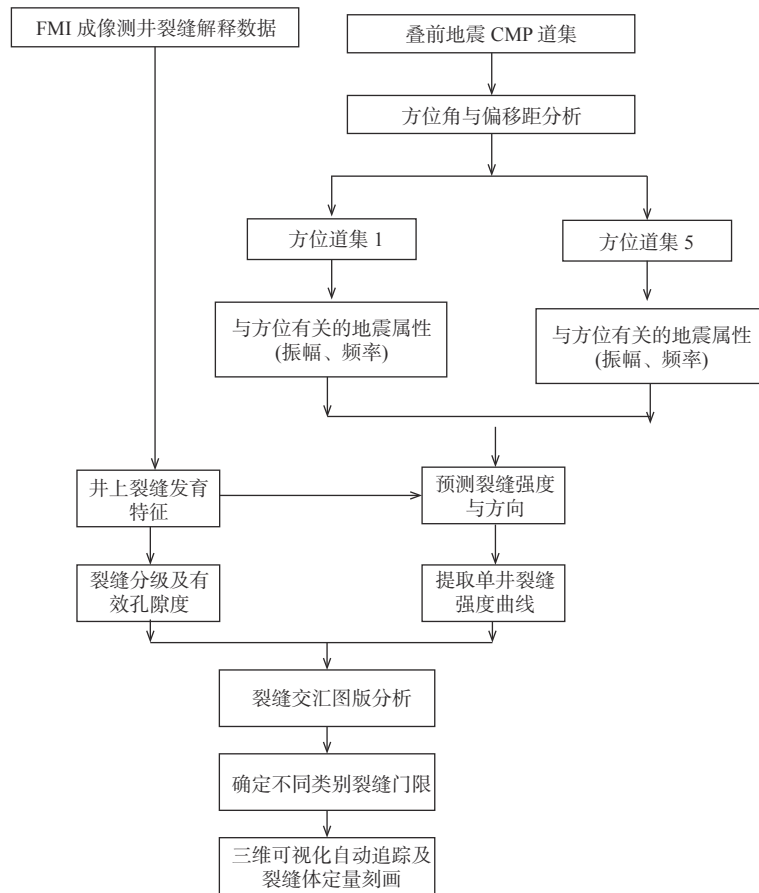 FMI 成像测井裂缝解释数据
叠前地震 CMP 道集
方位角与偏移距分析
方位道集 1
方位道集 5
与方位有关的地震属性
(振幅、频率)
与方位有关的地震属性
(振幅、频率)
井上裂缝发育
特征
预测裂缝强度
与方向
裂缝分级及有
效孔隙度
提取单井裂缝
强度曲线
裂缝交汇图版分析
确定不同类别裂缝门限
三维可视化自动追踪及
裂缝体定量刻画